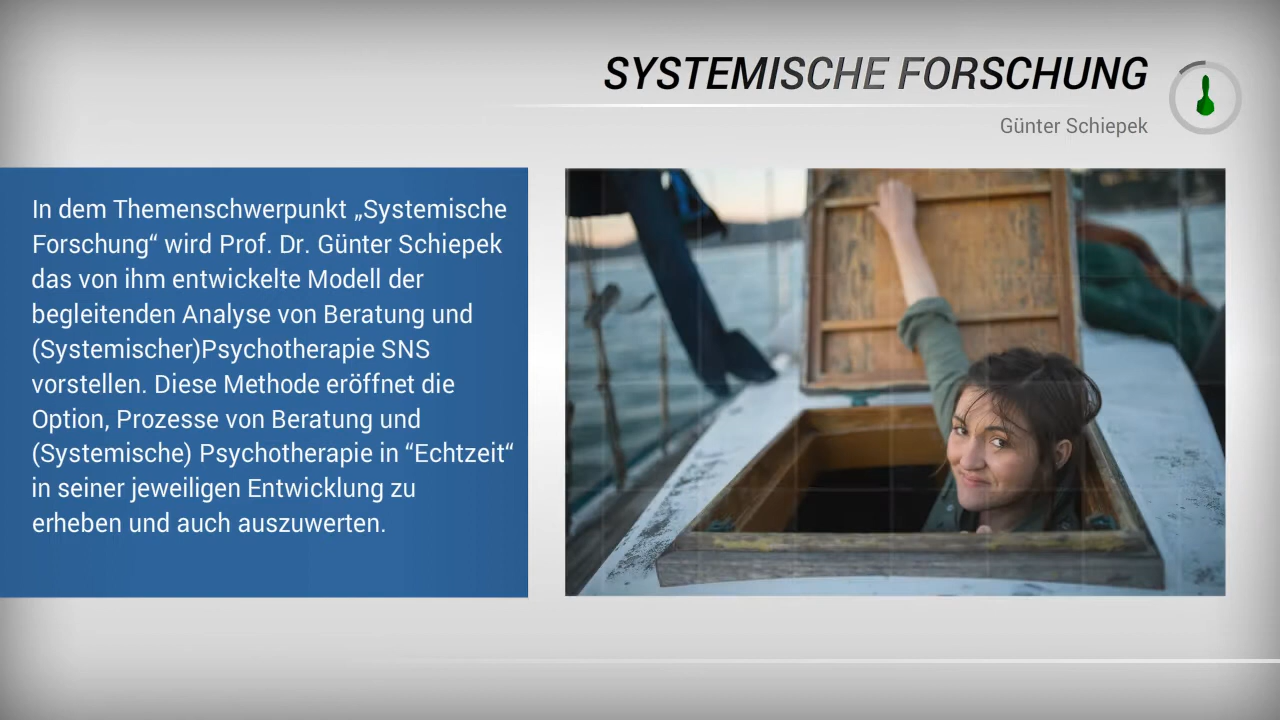 SYSTEMISCHE FORSCHUNG
Günter Schiepek
In dem Themenschwerpunkt „Systemische
Forschung“ wird Prof. Dr. Günter Schiepek
das von ihm entwickelte Modell der
begleitenden Analyse von Beratung und
(Systemischer)Psychotherapie SNS
vorstellen. Diese Methode eröffnet die
Option, Prozesse von Beratung und
(Systemische) Psychotherapie in “Echtzeit“
in seiner jeweiligen Entwicklung zu
erheben und auch auszuwerten.